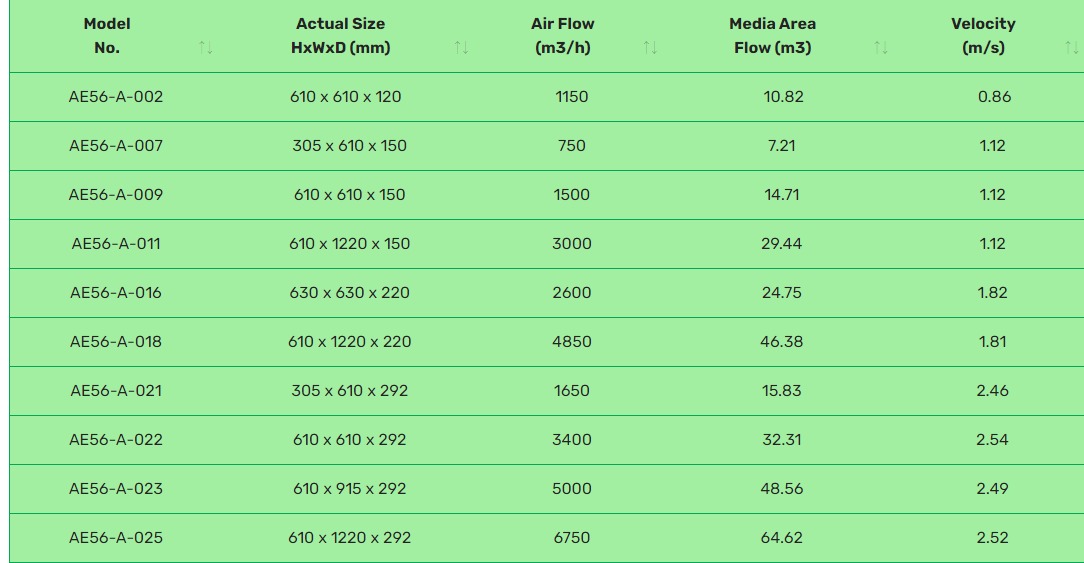 Model No. Actual Size HxWxD (mm) Air Flow (m3/h) Media Area Flow (m3) Velocity (m/s)
AE56-A-002 610 x 610 x 120 1150 10.82 0.86
AE56-A-007 305 x 610 x 150 750 7.21 1.12
AE56-A-009 610 x 610 x 150 1500 14.71 1.12
AE56-A-011 610 x 1220 x 150 3000 29.44 1.12
AE56-A-016 630 x 630 x 220 2600 24.75 1.82
AE56-A-018 610 x 1220 x 220 4850 46.38 1.81
AE56-A-021 305 x 610 x 292 1650 15.83 2.46
AE56-A-022 610 x 610 x 292 3400 32.31 2.54
AE56-A-023 610 x 915 x 292 5000 48.56 2.49
AE56-A-025 610 x 1220 x 292 6750 64.62 2.52